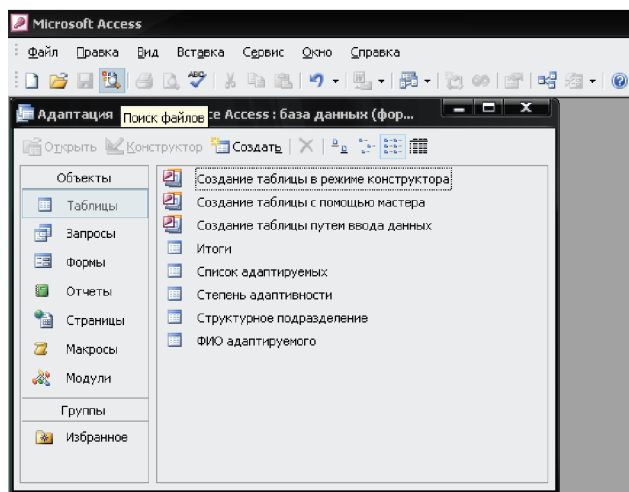 Microsoft Access
Файл Правка Вид Вставка Сервис Окно Справка
ABC
Адаптация Поиск файлов ce Access : база данных (фор...
Открыть Конструктор Создать
Объекты
Таблицы
Запросы
Формы
Отчеты
Страницы
Макросы
Модули
Группы
Избранное
Создание таблицы в режиме конструктора
Создание таблицы с помощью мастера
Создание таблицы путем ввода данных
Итоги
Список адаптируемых
Степень адаптивности
Структурное подразделение
ФИО адаптируемого